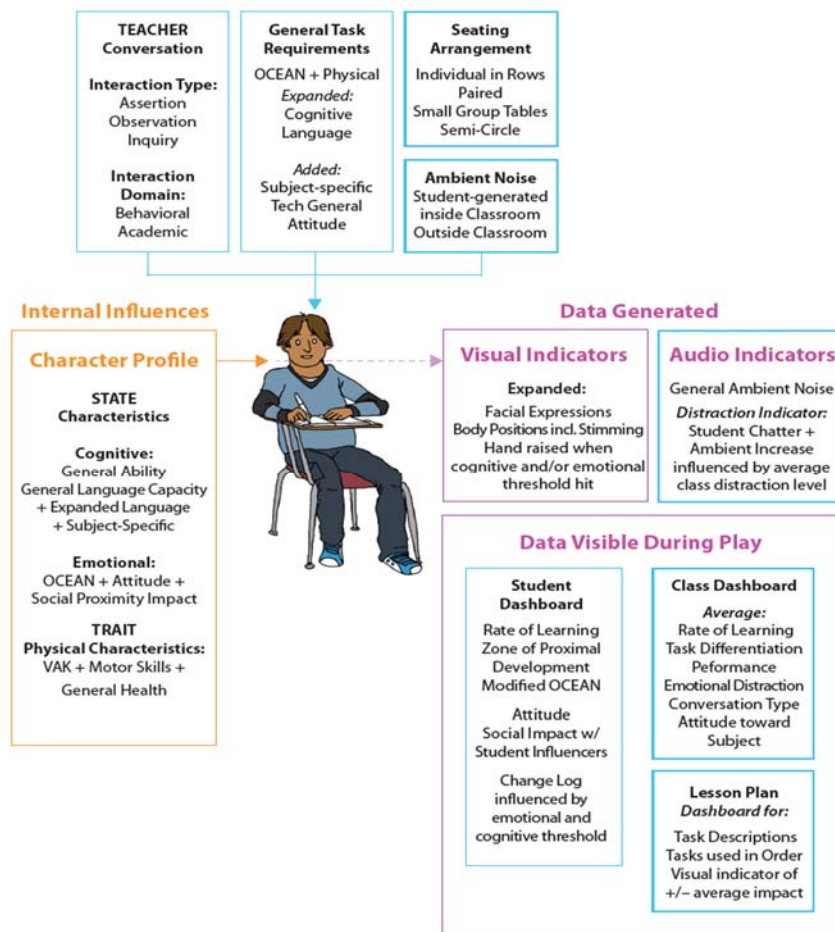 TEACHER
Conversation
Interaction Type:
Assertion
Observation
Inquiry
Interaction
Domain:
Behavioral
Academic
General Task
Requirements
OCEAN + Physical
Expanded:
Cognitive
Language
Added:
Subject-specific
Tech General
Attitude
Seating
Arrangement
Individual in Rows
Paired
Small Group Tables
Semi-Circle
Ambient Noise
Student-generated
inside Classroom
Outside Classroom
Internal Influences
Character Profile
STATE
Characteristics
Cognitive:
General Ability
General Language Capacity
+ Expanded Language
+ Subject-Specific
Emotional:
OCEAN + Attitude +
Social Proximity Impact
TRAIT
Physical Characteristics:
VAK + Motor Skills +
General Health
Data Generated
Visual Indicators
Expanded:
Facial Expressions
Body Positions incl. Stimming
Hand raised when
cognitive and/or emotional
threshold hit
Audio Indicators
General Ambient Noise
Distraction Indicator:
Student Chatter +
Ambient Increase
influenced by average
class distraction level
Data Visible During Play
Student
Dashboard
Rate of Learning
Zone of Proximal
Development
Modified OCEAN
Attitude
Social Impact w/
Student Influencers
Change Log
influenced by
emotional and
cognitive threshold
Class Dashboard
Average:
Rate of Learning
Task Differentiation
Peformance
Emotional Distraction
Conversation Type
Attitude toward
Subject
Lesson Plan
Dashboard for:
Task Descriptions
Tasks used in Order
Visual indicator of
+/– average impact